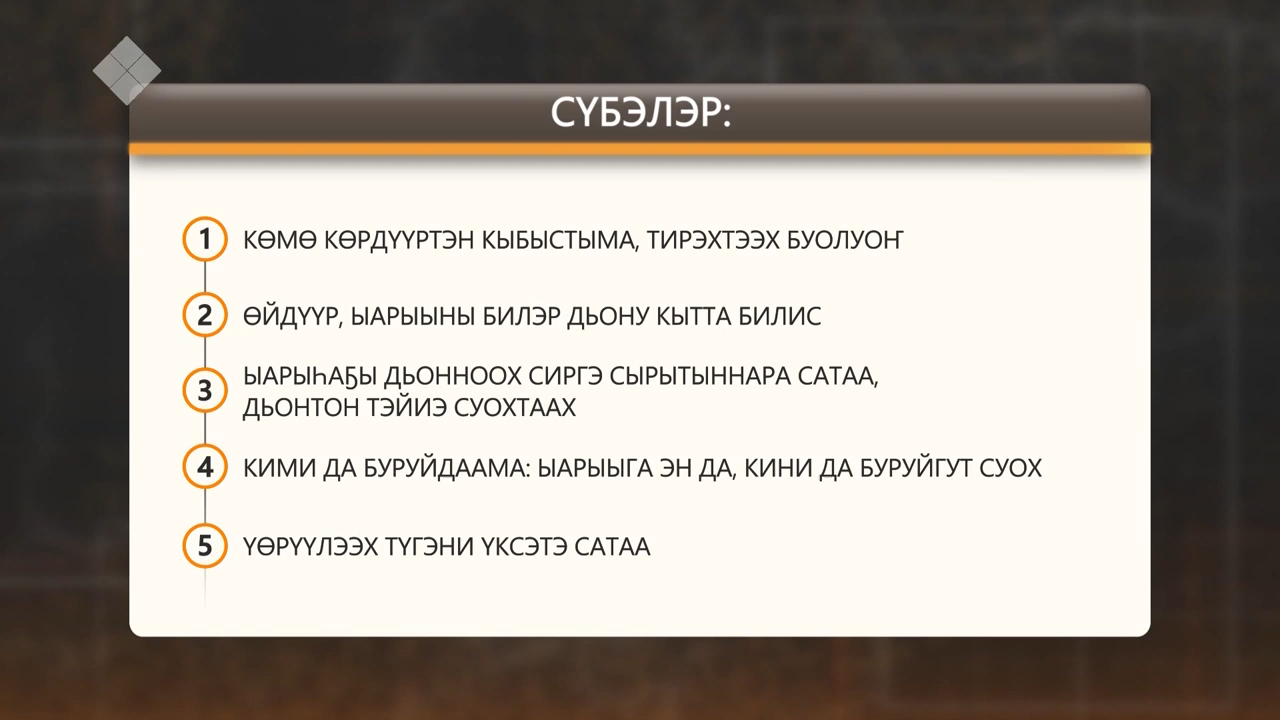 СҮБЭЛЭР:
1 КӨМӨ КӨРДҮҮРТЭН КЫБЫСТЫМА, ТИРЭХТЭЭХ БУОЛУОҤ
2 ӨЙДҮҮР, ЫАРЫЫНЫ БИЛЭР ДЬОНУ КЫТТА БИЛИС
3 ЫАРЫҺАҔЫ ДЬОННООХ СИРГЭ СЫРЫТЫННАРА САТАА,
ДЬОНТОН ТЭЙИЭ СУОХТААХ
4 КИМИ ДА БУРУЙДААМА: ЫАРЫЫГА ЭН ДА, КИНИ ДА БУРУЙГУТ СУОХ
5 ҮӨРҮҮЛЭЭХ ТҮГЭНИ ҮКСЭТЭ САТАА